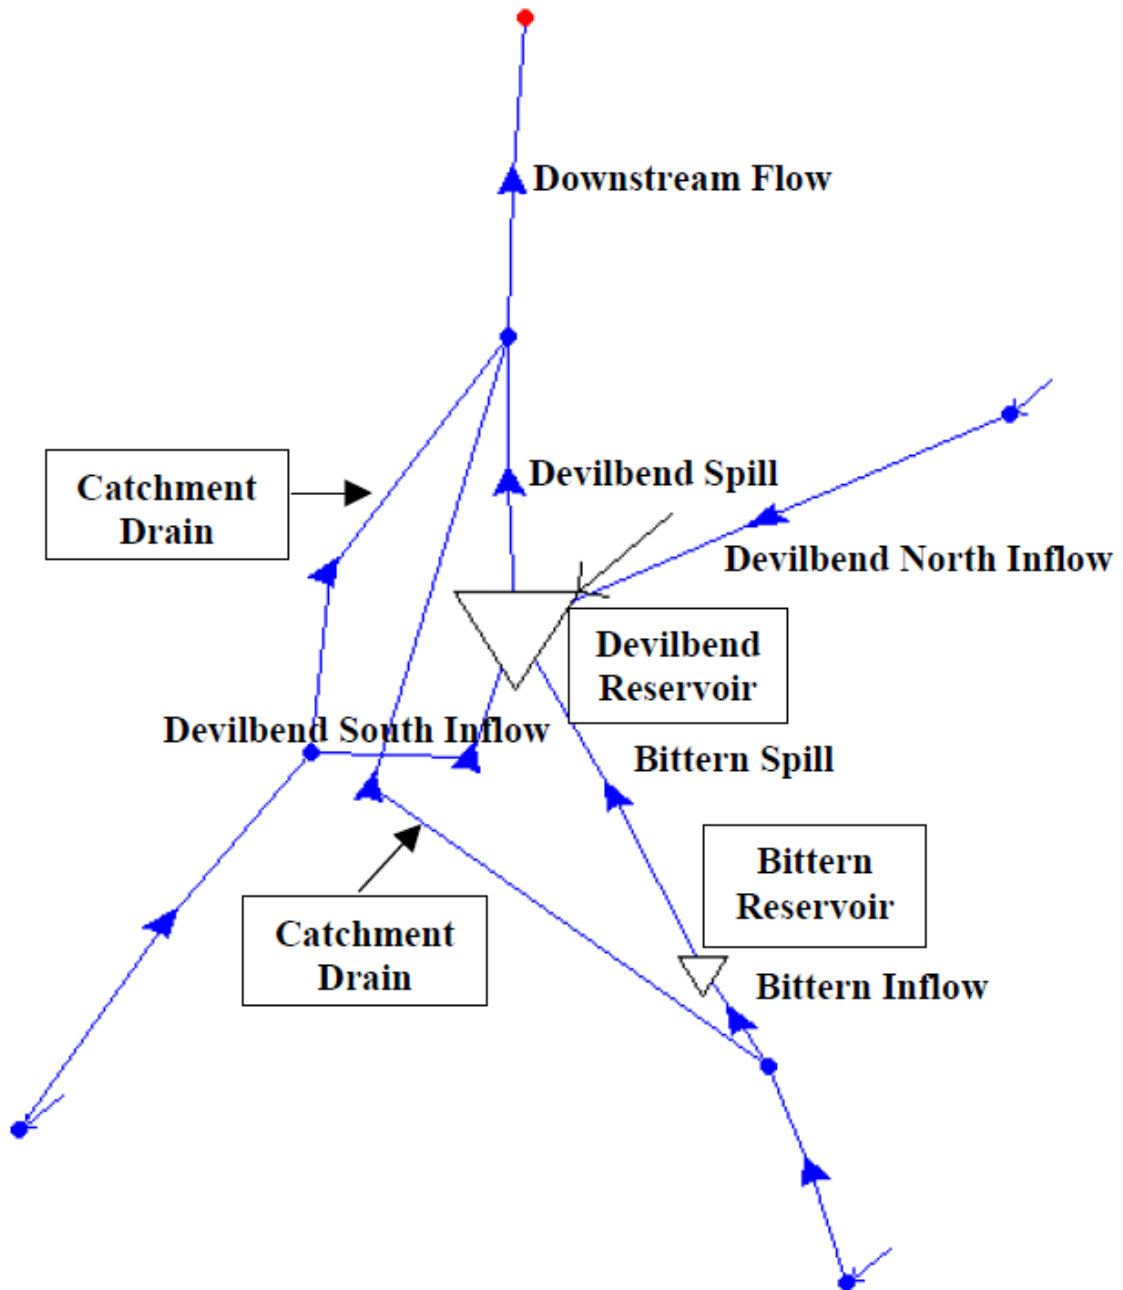 Downstream Flow
Catchment
Drain
Devilbend Spill
Devilbend North Inflow
Devilbend
Reservoir
Devilbend South Inflow
Bittern Spill
Bittern
Reservoir
Catchment
Drain
Bittern Inflow